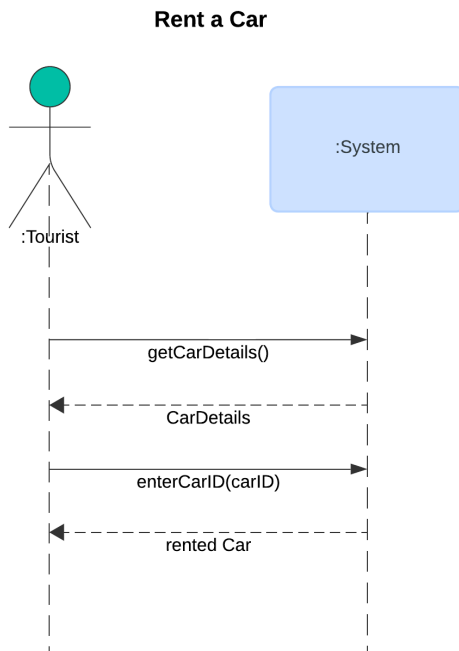 Rent a Car
:System
:Tourist
getCarDetails()
CarDetails
enterCarID(carID)
rented Car